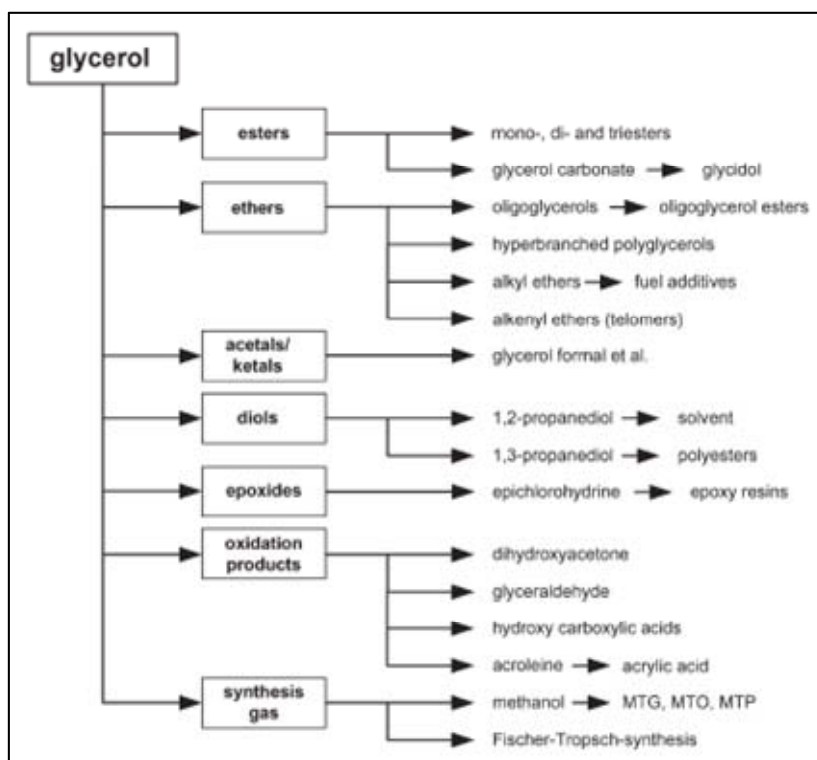 glycerol
esters
mono-, di- and triesters
glycerol carbonate
glycidol
ethers
oligoglycerols
oligoglycerol esters
hyperbranched polyglycerols
alkyl ethers
fuel additives
alkenyl ethers (telomers)
acetals/
ketals
glycerol formal et al.
diols
1,2-propanediol
solvent
1,3-propanediol
polyesters
epoxides
epichlorohydrine
epoxy resins
oxidation
products
dihydroxyacetone
glyceraldehyde
hydroxy carboxylic acids
acroleine
acrylic acid
synthesis
gas
methanol
MTG, MTO, MTP
Fischer-Tropsch-synthesis